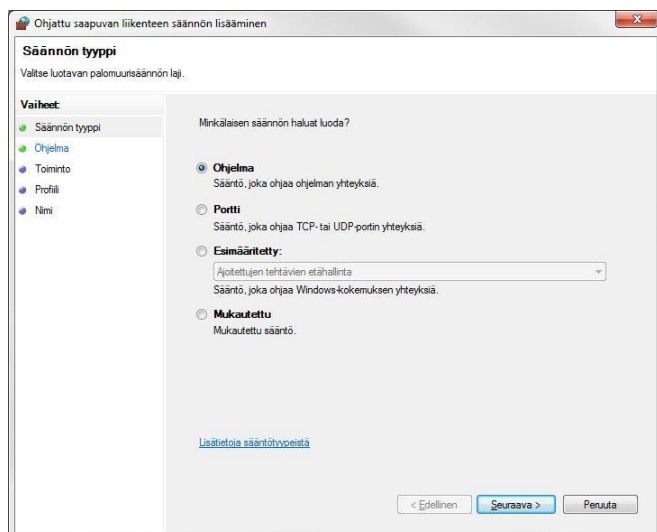 Ohjattu saapuvan liikenteen säännön lisääminen
Säännön tyyppi
Valitse luotavan palomuurisäännön laji.
Vaiheet:
Säännön tyyppi
Ohjelma
Toiminto
Profiili
Nimi
Minkälaisen säännön haluat luoda?
Ohjelma
Sääntö, joka ohjaa ohjelman yhteyksiä.
Portti
Sääntö, joka ohjaa TCP- tai UDP-portin yhteyksiä.
Esimääritetty:
Ajoitettujen tehtävien etähallinta
Sääntö, joka ohjaa Windows-kokemuksen yhteyksiä.
Mukautettu
Mukautettu sääntö.
Lisätietoja sääntötyypeistä
< Edellinen
Seuraava >
Peruuta